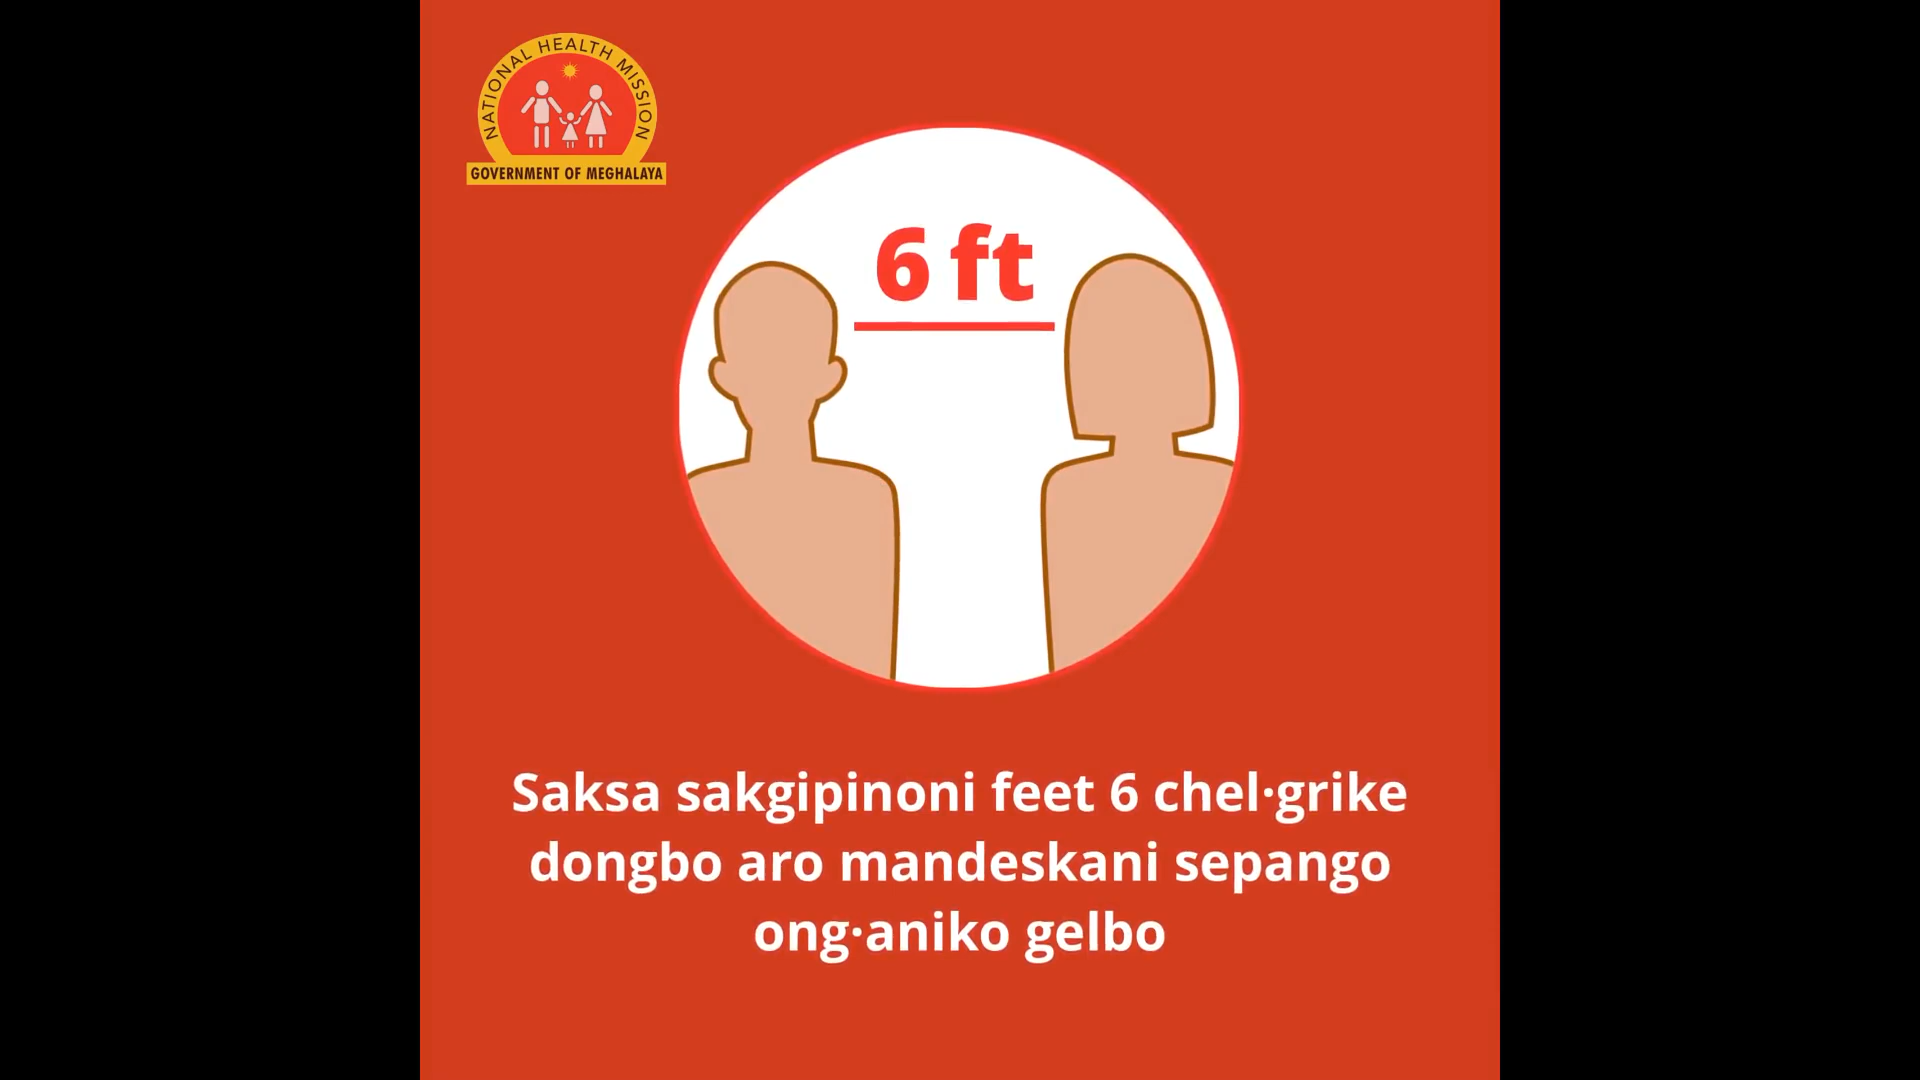 NATIONAL HEALTH MISSION
GOVERNMENT OF MEGHALAYA
6 ft
Saksa sakgipinoni feet 6 chel·grike
dongbo aro mandeskani sepango
ong·aniko gelbo